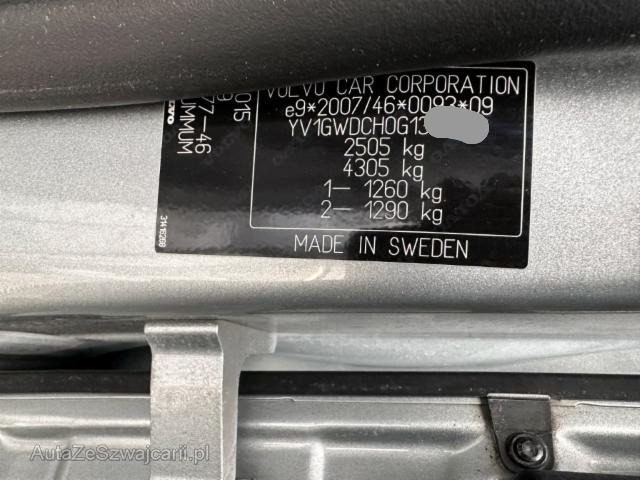 VOLVO CAR CORPORATION
e9*2007/46*0093*09
YV1GWDCH0G13
2505 kg
4305 kg
1– 1260 kg
2– 1290 kg
MADE IN SWEDEN
31416268
AutaZeSzwajcarii.pl